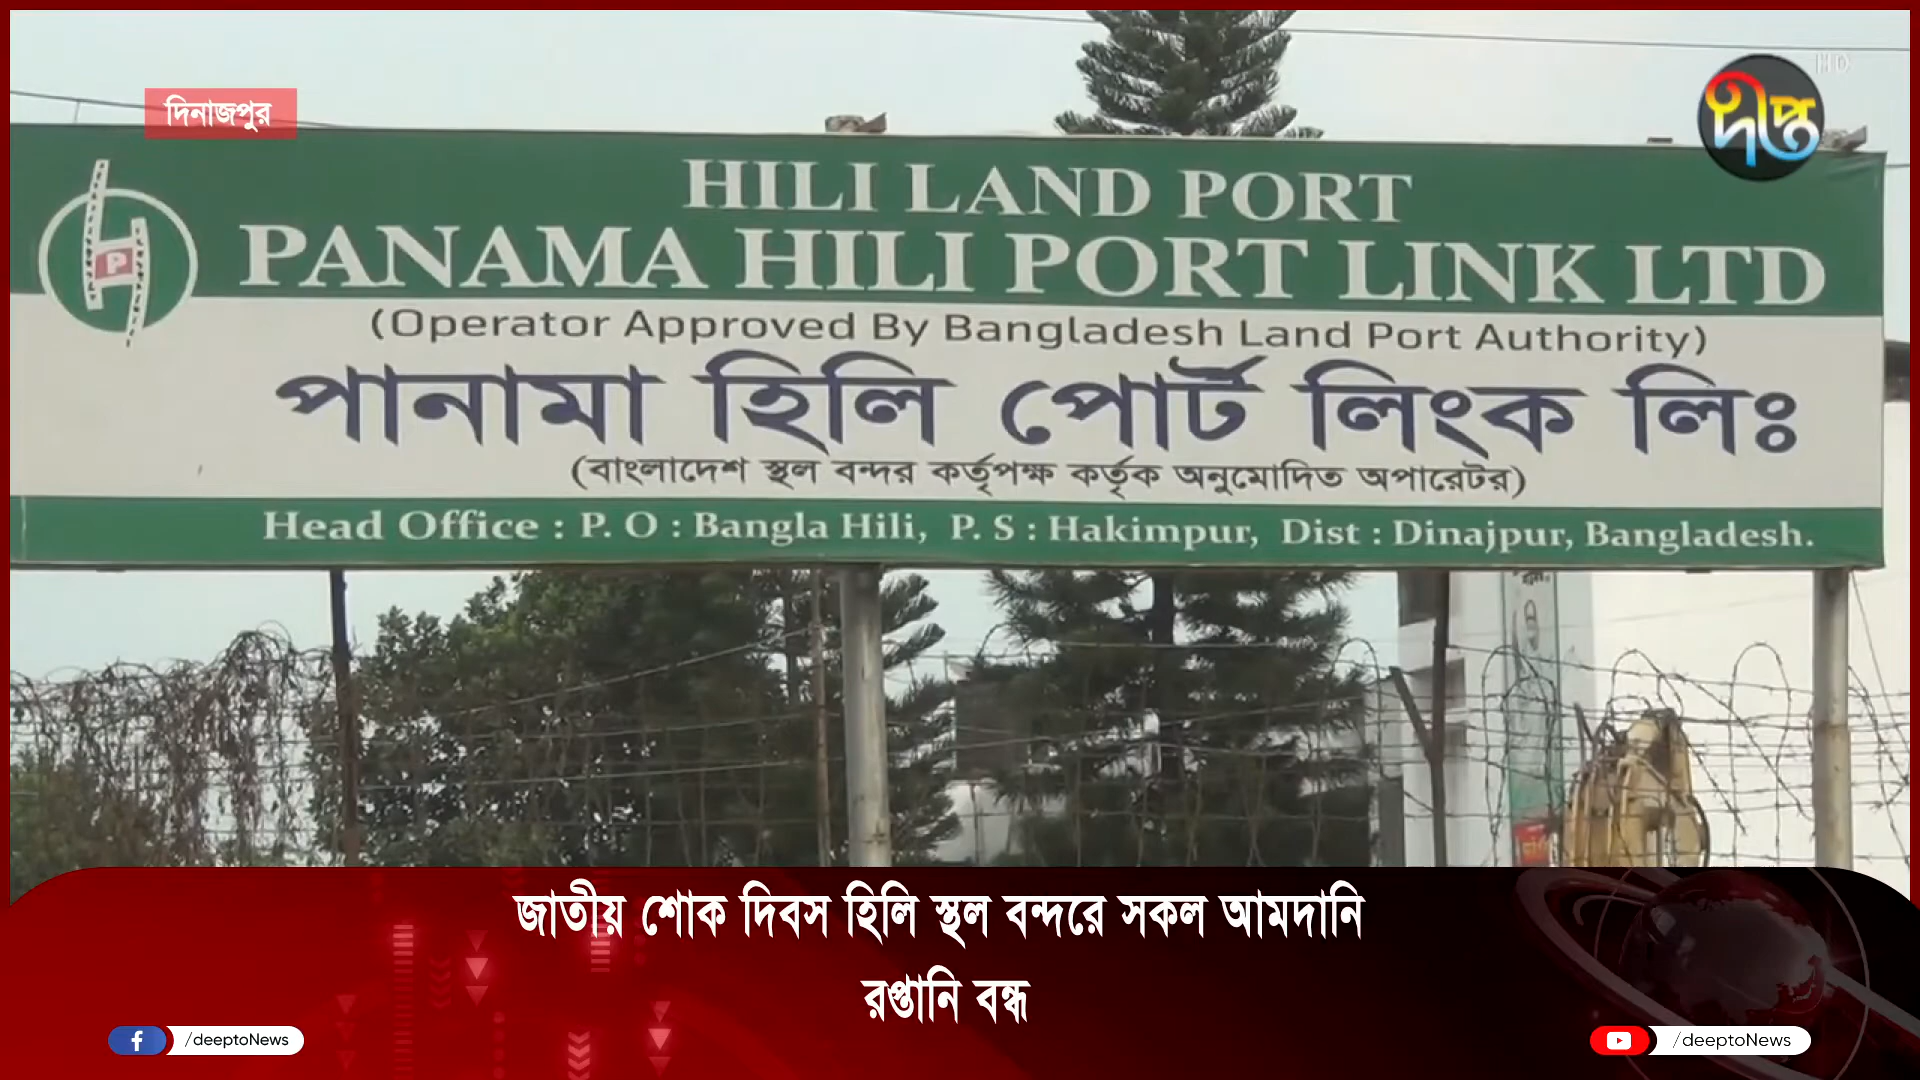 HD
দীপ্ত
দিনাজপুর
HILI LAND PORT
PANAMA HILI PORT LINK LTD
P
(Operator Approved By Bangladesh Land Port Authority)
পানামা হিলি পোর্ট লিংক লিঃ
(বাংলাদেশ স্থল বন্দর কর্তৃপক্ষ কর্তৃক অনুমোদিত অপারেটর)
Head Office : P. O : Bangla Hili, P. S : Hakimpur, Dist : Dinajpur, Bangladesh.
জাতীয় শোক দিবস হিলি স্থল বন্দরে সকল আমদানি
রপ্তানি বন্ধ
/deeptoNews
/deeptoNews